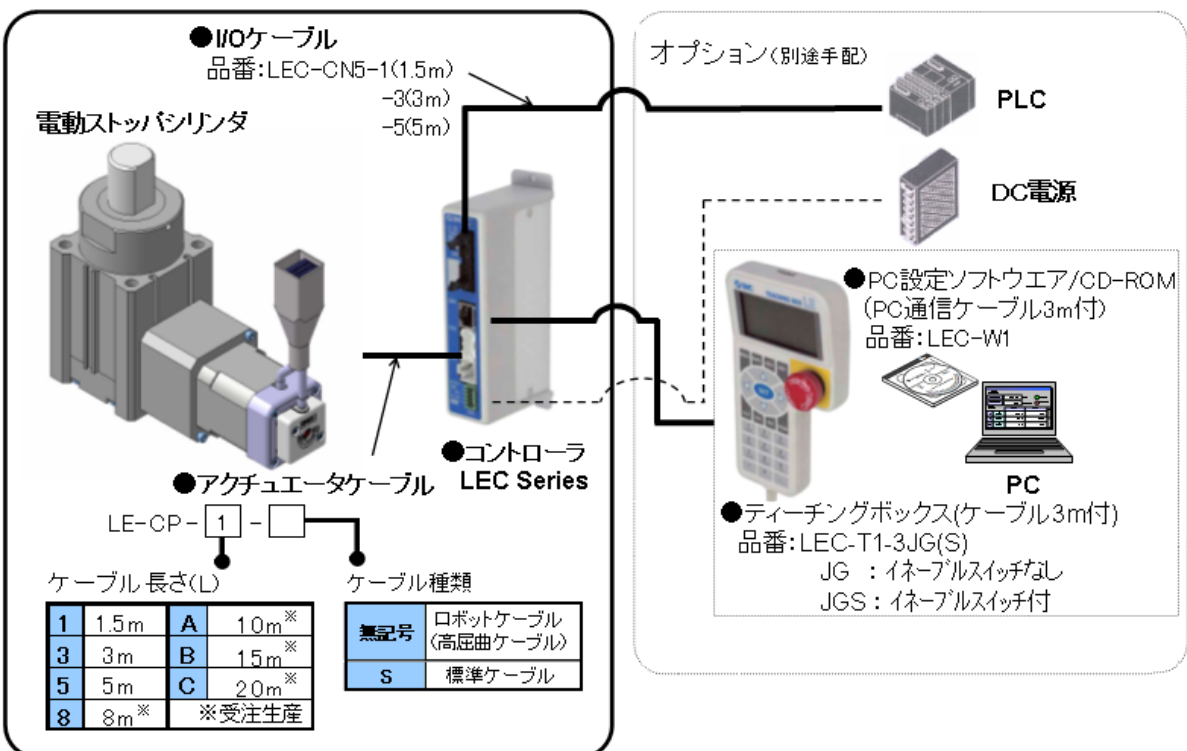 ●I/Oケーブル
品番:LEC-CN5-1(1.5m)
-3(3m)
-5(5m)
電動ストッパシリンダ
オプション(別途手配)
PLC
DC電源
●PC設定ソフトウエア/CD-ROM
(PC通信ケーブル3m付)
品番:LEC-W1
PC
●コントローラ
LEC Series
●アクチュエータケーブル
LE-CP-1-
●ティーチングボックス(ケーブル3m付)
品番:LEC-T1-3JG(S)
JG :イネーブルスイッチなし
JGS:イネーブルスイッチ付
ケーブル長さ(L)
1 1.5m A 10m※
3 3m B 15m※
5 5m C 20m※
8 8m※ ※受注生産
ケーブル種類
無記号 ロボットケーブル
(高屈曲ケーブル)
S 標準ケーブル